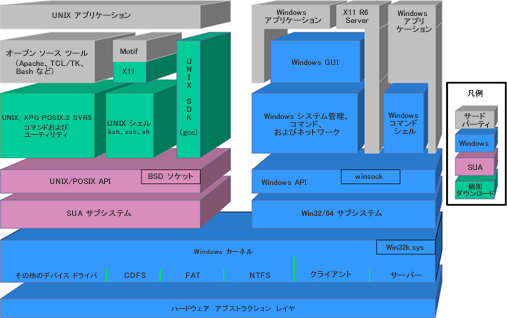 UNIX アプリケーション
Windows
アプリケーション
X11 R6
Server
Windows
アプリ
ケーション
オープン ソース ツール
(Apache、TCL/TK、
Bash など)
Motif
X11
UNIX SDK
(gcc)
Windows GUI
UNIX、XPG POSIX.2 SVR5
コマンドおよび
ユーティリティ
UNIX シェル
ksh、csh、sh
Windows システム管理、
コマンド、
およびネットワーク
Windows
コマンド
シェル
凡例
サード
パーティ
Windows
SUA
個別
ダウンロード
UNIX/POSIX API
BSD ソケット
Windows API
winsock
SUA サブシステム
Win32/64 サブシステム
Windows カーネル
Win32k.sys
その他のデバイス ドライバ
CDFS
FAT
NTFS
クライアント
サーバー
ハードウェア アブストラクション レイヤ